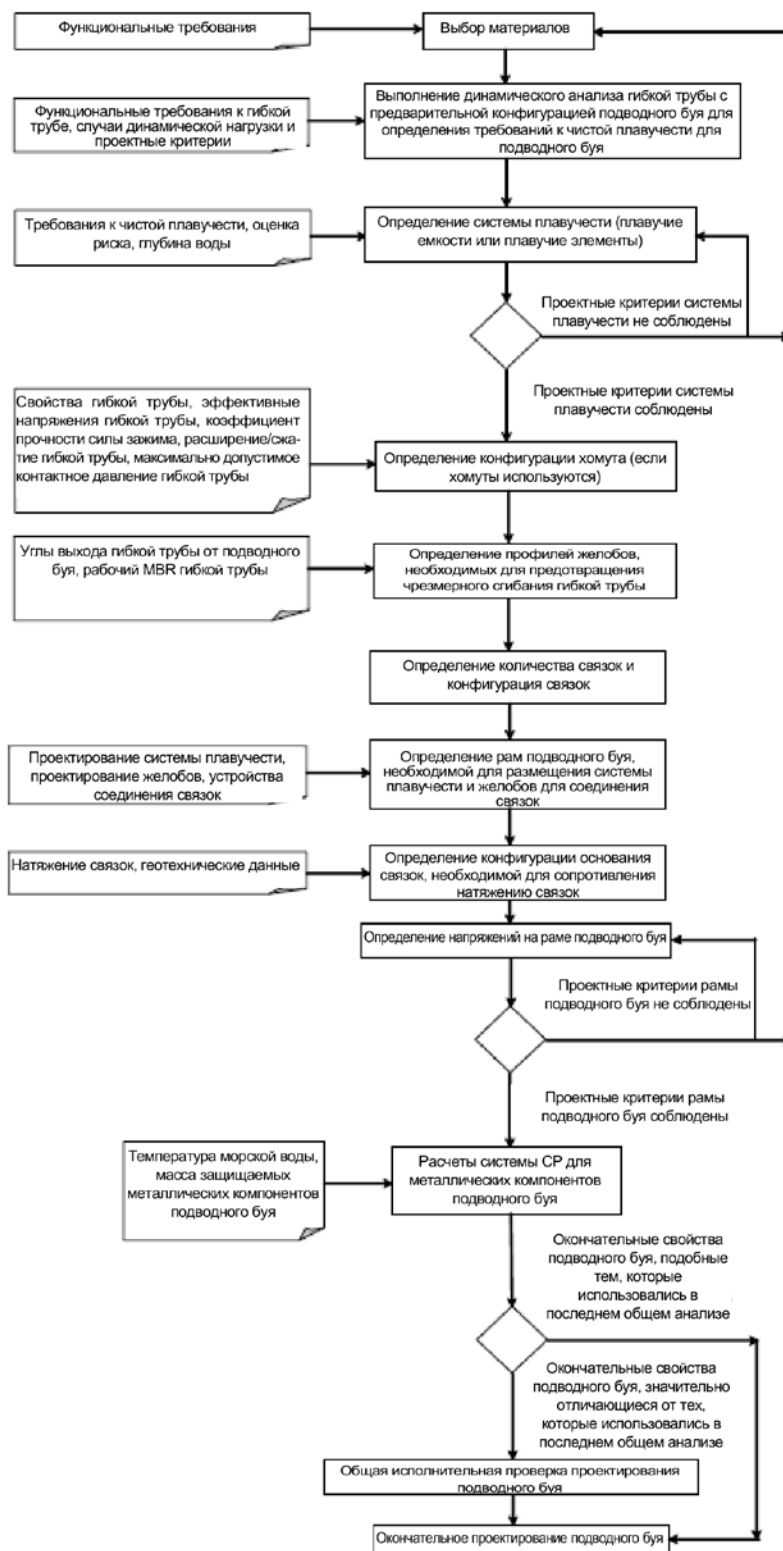 Функциональные требования
Выбор материалов
Функциональные требования к гибкой
трубе, случаи динамической нагрузки и
проектные критерии
Выполнение динамического анализа гибкой трубы с
предварительной конфигурацией подводного буя для
определения требований к чистой плавучести для
подводного буя
Требования к чистой плавучести, оценка
риска, глубина воды
Определение системы плавучести (плавучие
емкости или плавучие элементы)
Проектные критерии системы
плавучести не соблюдены
Проектные критерии системы
плавучести соблюдены
Свойства гибкой трубы, эффективные
напряжения гибкой трубы, коэффициент
прочности силы зажима, расширение/сжа-
тие гибкой трубы, максимально допустимое
контактное давление гибкой трубы
Определение конфигурации хомута (если
хомуты используются)
Углы выхода гибкой трубы от подводного
буя, рабочий MBR гибкой трубы
Определение профилей желобов,
необходимых для предотвращения
чрезмерного сгибания гибкой трубы
Определение количества связок и
конфигурация связок
Проектирование системы плавучести,
проектирование желобов, устройства
соединения связок
Определение рам подводного буя,
необходимой для размещения системы
плавучести и желобов для соединения
связок
Натяжение связок, геотехнические данные
Определение конфигурации основания
связок, необходимой для сопротивления
натяжению связок
Определение напряжений на раме подводного буя
Проектные критерии рамы
подводного буя не соблюдены
Проектные критерии рамы
подводного буя соблюдены
Температура морской воды,
масса защищаемых
металлических компонентов
подводного буя
Расчеты системы СР для
металлических компонентов
подводного буя
Окончательные свойства
подводного буя, подобные
тем, которые
использовались в
последнем общем анализе
Окончательные свойства
подводного буя, значительно
отличающиеся от тех,
которые использовались в
последнем общем анализе
Общая исполнительная проверка проектирования
подводного буя
Окончательное проектирование подводного буя